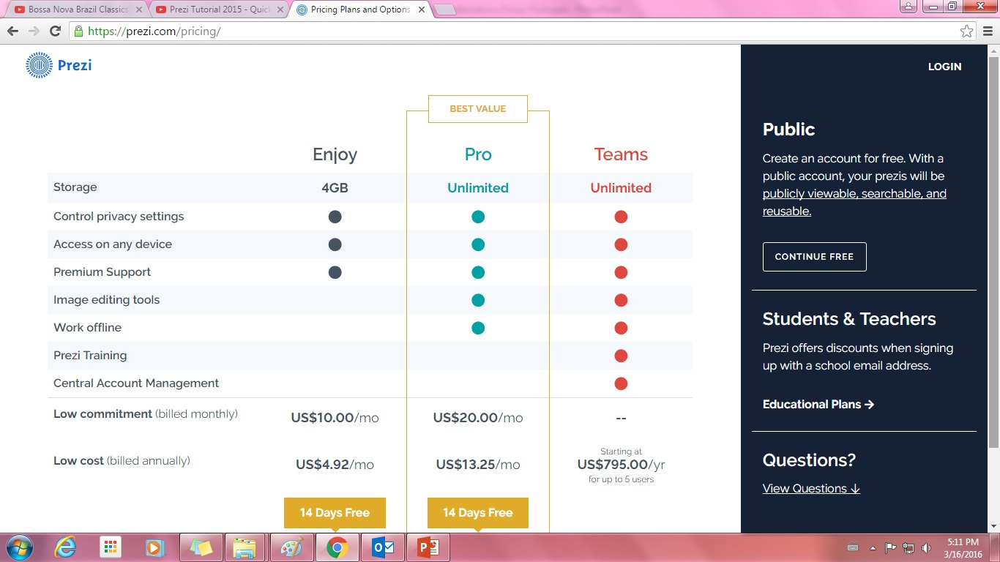 Bossa Nova Brazil Classics
Prezi Tutorial 2015 - Quick
Pricing Plans and Options
https://prezi.com/pricing/
Prezi
LOGIN
BEST VALUE
Enjoy Pro Teams
Storage 4GB Unlimited Unlimited
Control privacy settings
Access on any device
Premium Support
Image editing tools
Work offline
Prezi Training
Central Account Management
Low commitment (billed monthly) US$10.00/mo US$20.00/mo --
Low cost (billed annually) US$4.92/mo US$13.25/mo
Starting at
US$795.00/yr
for up to 5 users
14 Days Free 14 Days Free
Public
Create an account for free. With a
public account, your prezis will be
publicly viewable, searchable, and
reusable.
CONTINUE FREE
Students & Teachers
Prezi offers discounts when signing
up with a school email address.
Educational Plans →
Questions?
View Questions ↓
5:11 PM
3/16/2016